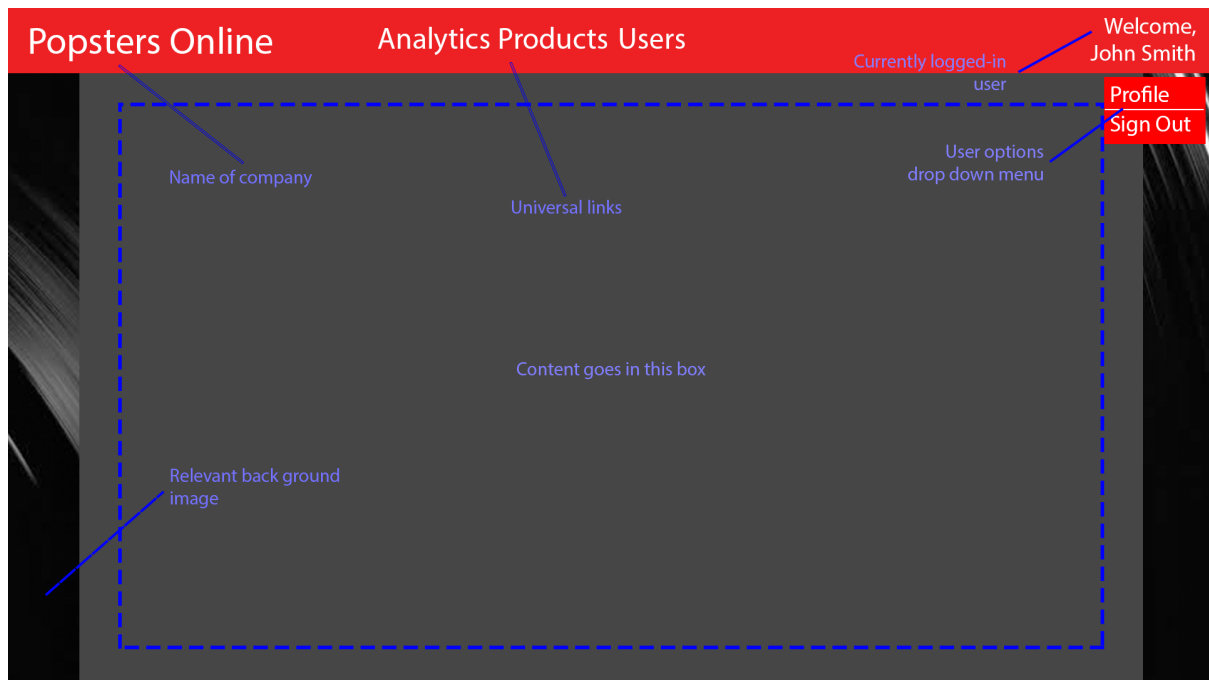 Popsters Online
Analytics Products Users
Welcome,
John Smith
Currently logged-in
user
Profile
Sign Out
User options
drop down menu
Name of company
Universal links
Content goes in this box
Relevant back ground
image